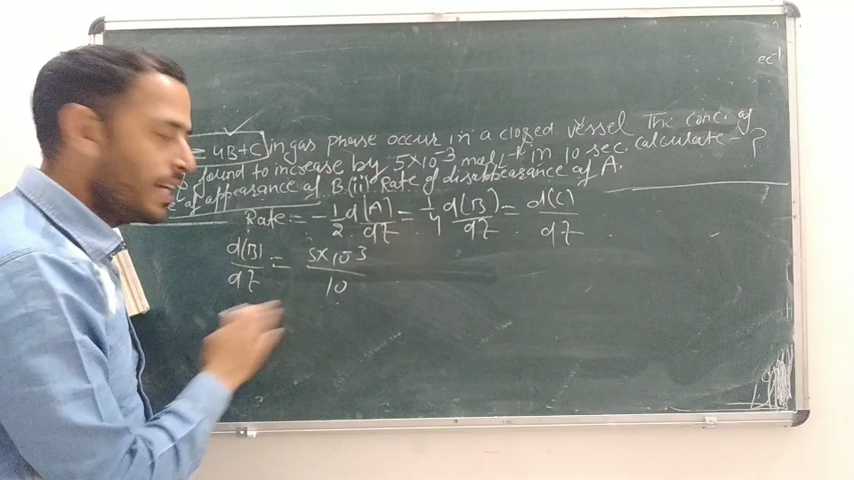 ec⁻¹
= 4B+C in gas phase occur in a closed vessel The conc. of
found to increase by 5×10⁻³ mol L⁻¹ in 10 sec. calculate - ?
of appearance of B. (ii) Rate of disappearance of A.
Rate = -1/2 d(A)/dt = 1/4 d(B)/dt = d(C)/dt
d(B)/dt = 5×10⁻³/10